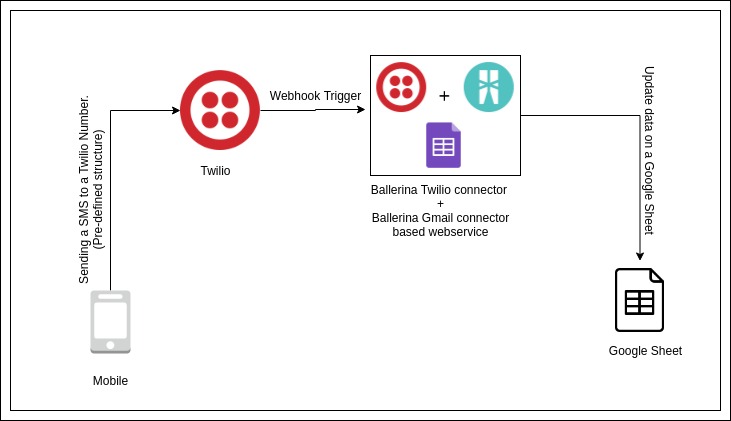 Sending a SMS to a Twilio Number.
(Pre-defined structure)
Mobile
Twilio
Webhook Trigger
+
Ballerina Twilio connector
+
Ballerina Gmail connector
based webservice
Update data on a Google Sheet
Google Sheet